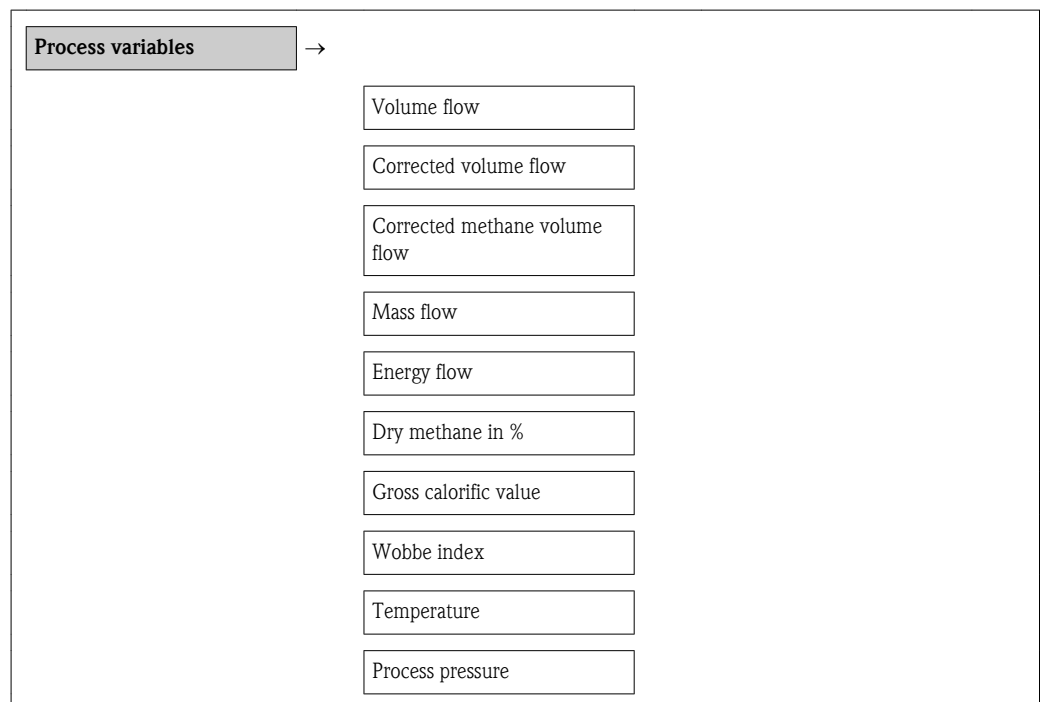 Process variables →
Volume flow
Corrected volume flow
Corrected methane volume
flow
Mass flow
Energy flow
Dry methane in %
Gross calorific value
Wobbe index
Temperature
Process pressure